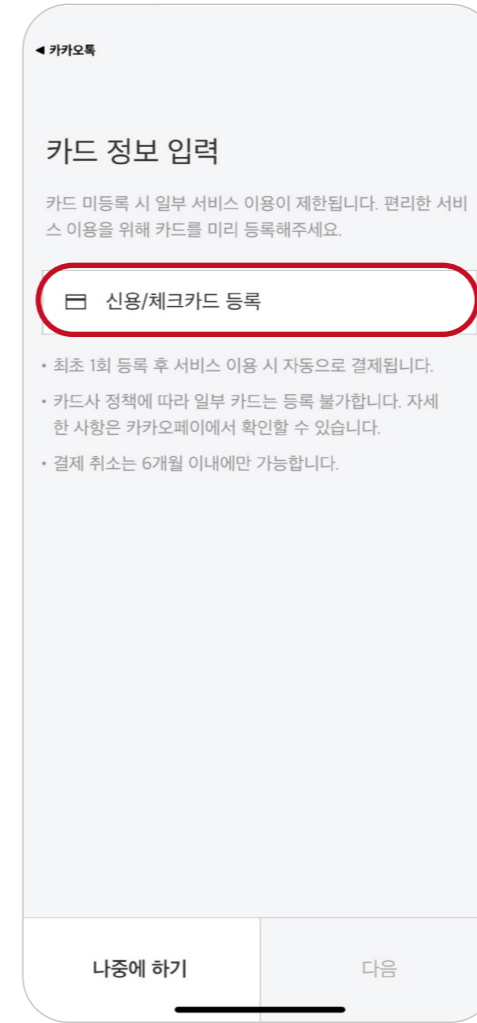 ◀ 카카오톡
카드 정보 입력
카드 미등록 시 일부 서비스 이용이 제한됩니다. 편리한 서비
스 이용을 위해 카드를 미리 등록해주세요.
신용/체크카드 등록
• 최초 1회 등록 후 서비스 이용 시 자동으로 결제됩니다.
• 카드사 정책에 따라 일부 카드는 등록 불가합니다. 자세
한 사항은 카카오페이에서 확인할 수 있습니다.
• 결제 취소는 6개월 이내에만 가능합니다.
나중에 하기
다음